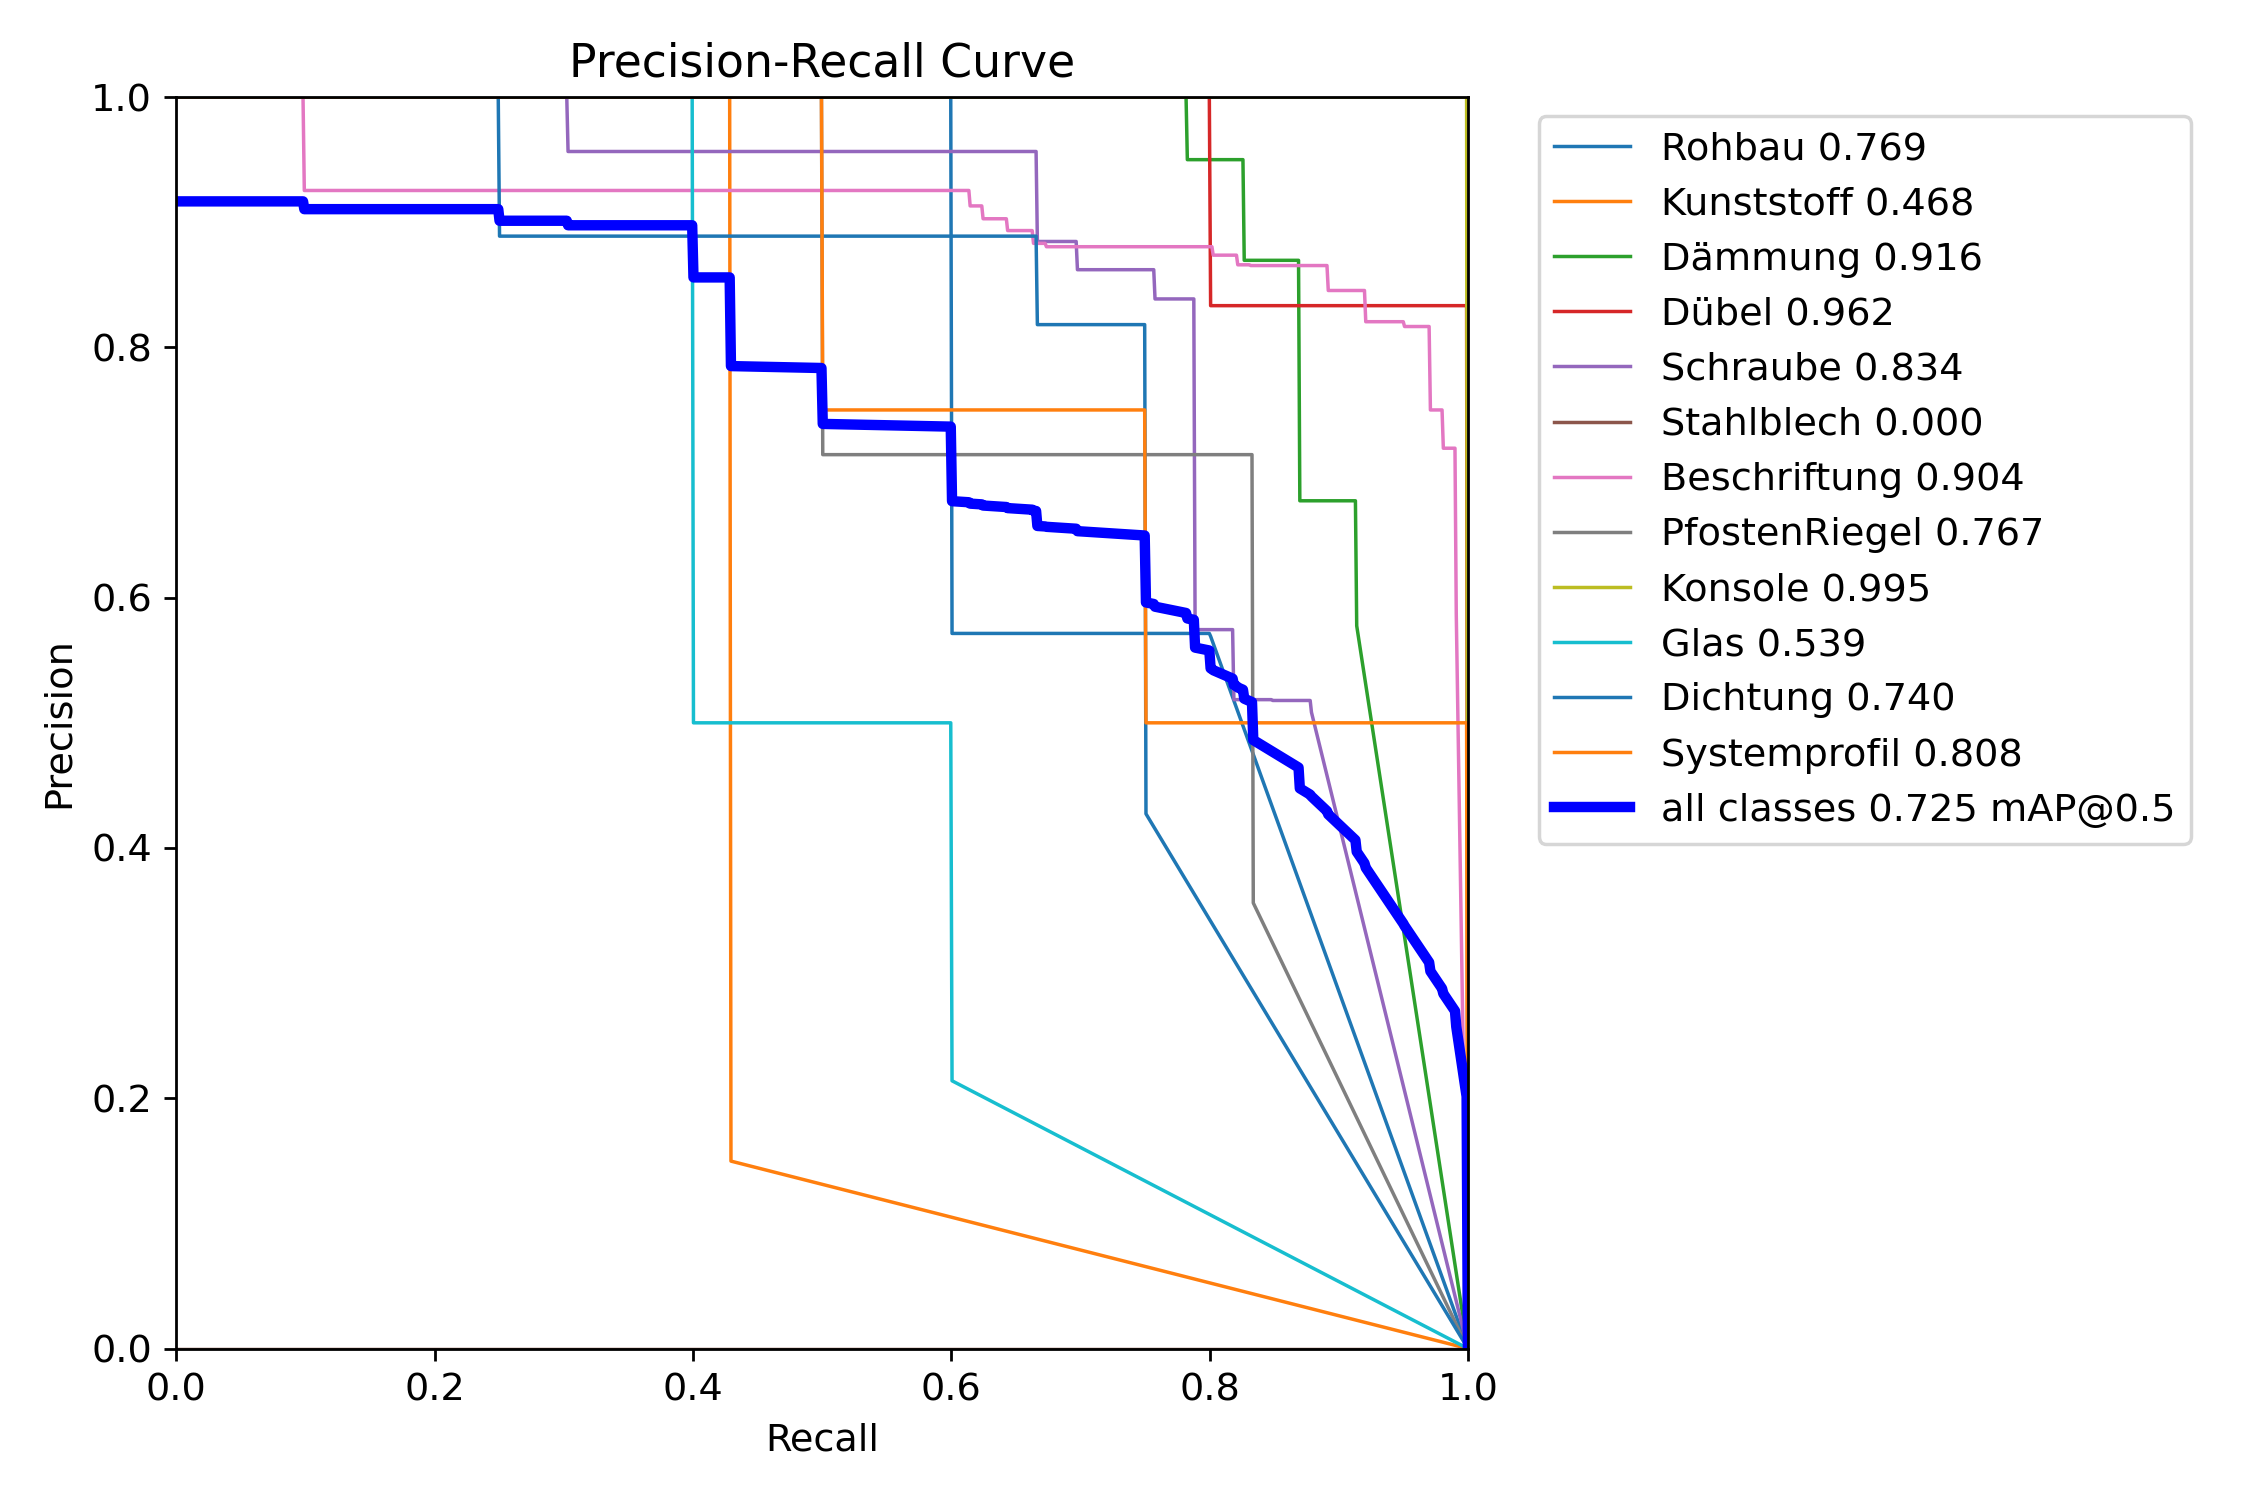 Precision-Recall Curve
1.0
0.8
0.6
0.4
0.2
0.0
Precision
0.0 0.2 0.4 0.6 0.8 1.0
Recall
Rohbau 0.769
Kunststoff 0.468
Dämmung 0.916
Dübel 0.962
Schraube 0.834
Stahlblech 0.000
Beschriftung 0.904
PfostenRiegel 0.767
Konsole 0.995
Glas 0.539
Dichtung 0.740
Systemprofil 0.808
all classes 0.725 mAP@0.5